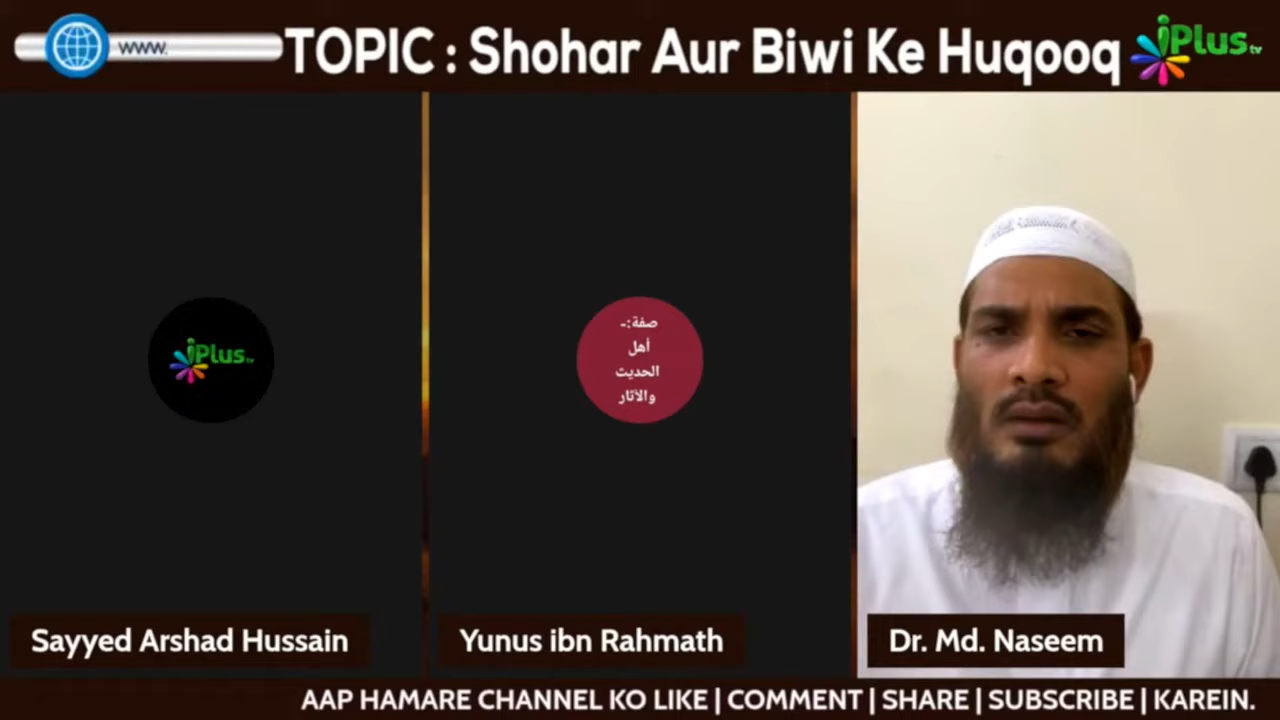 www.
TOPIC : Shohar Aur Biwi Ke Huqooq
iPlus tv
iPlus tv
صفة:-
أهل
الحديث
والآثار
Sayyed Arshad Hussain
Yunus ibn Rahmath
Dr. Md. Naseem
AAP HAMARE CHANNEL KO LIKE | COMMENT | SHARE | SUBSCRIBE | KAREIN.